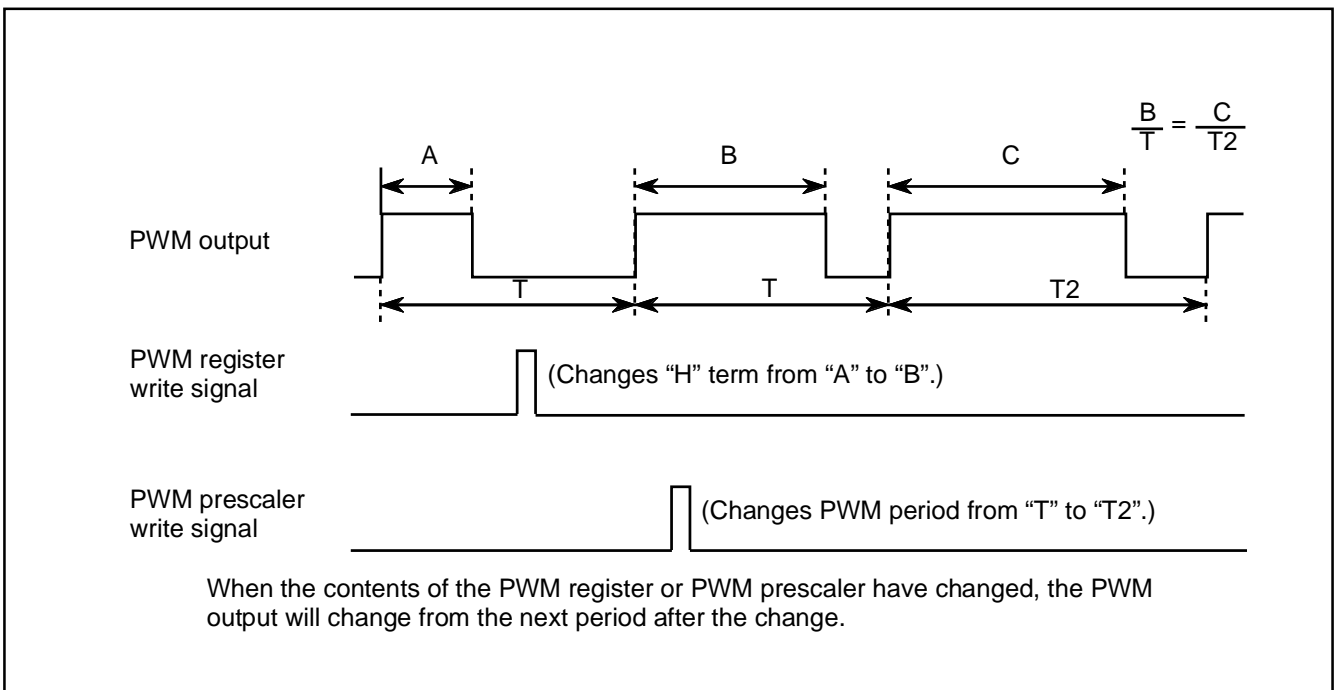 B = C
T T2
A B C
PWM output
T T T2
PWM register
write signal
(Changes “H” term from “A” to “B”.)
PWM prescaler
write signal
(Changes PWM period from “T” to “T2”.)
When the contents of the PWM register or PWM prescaler have changed, the PWM
output will change from the next period after the change.